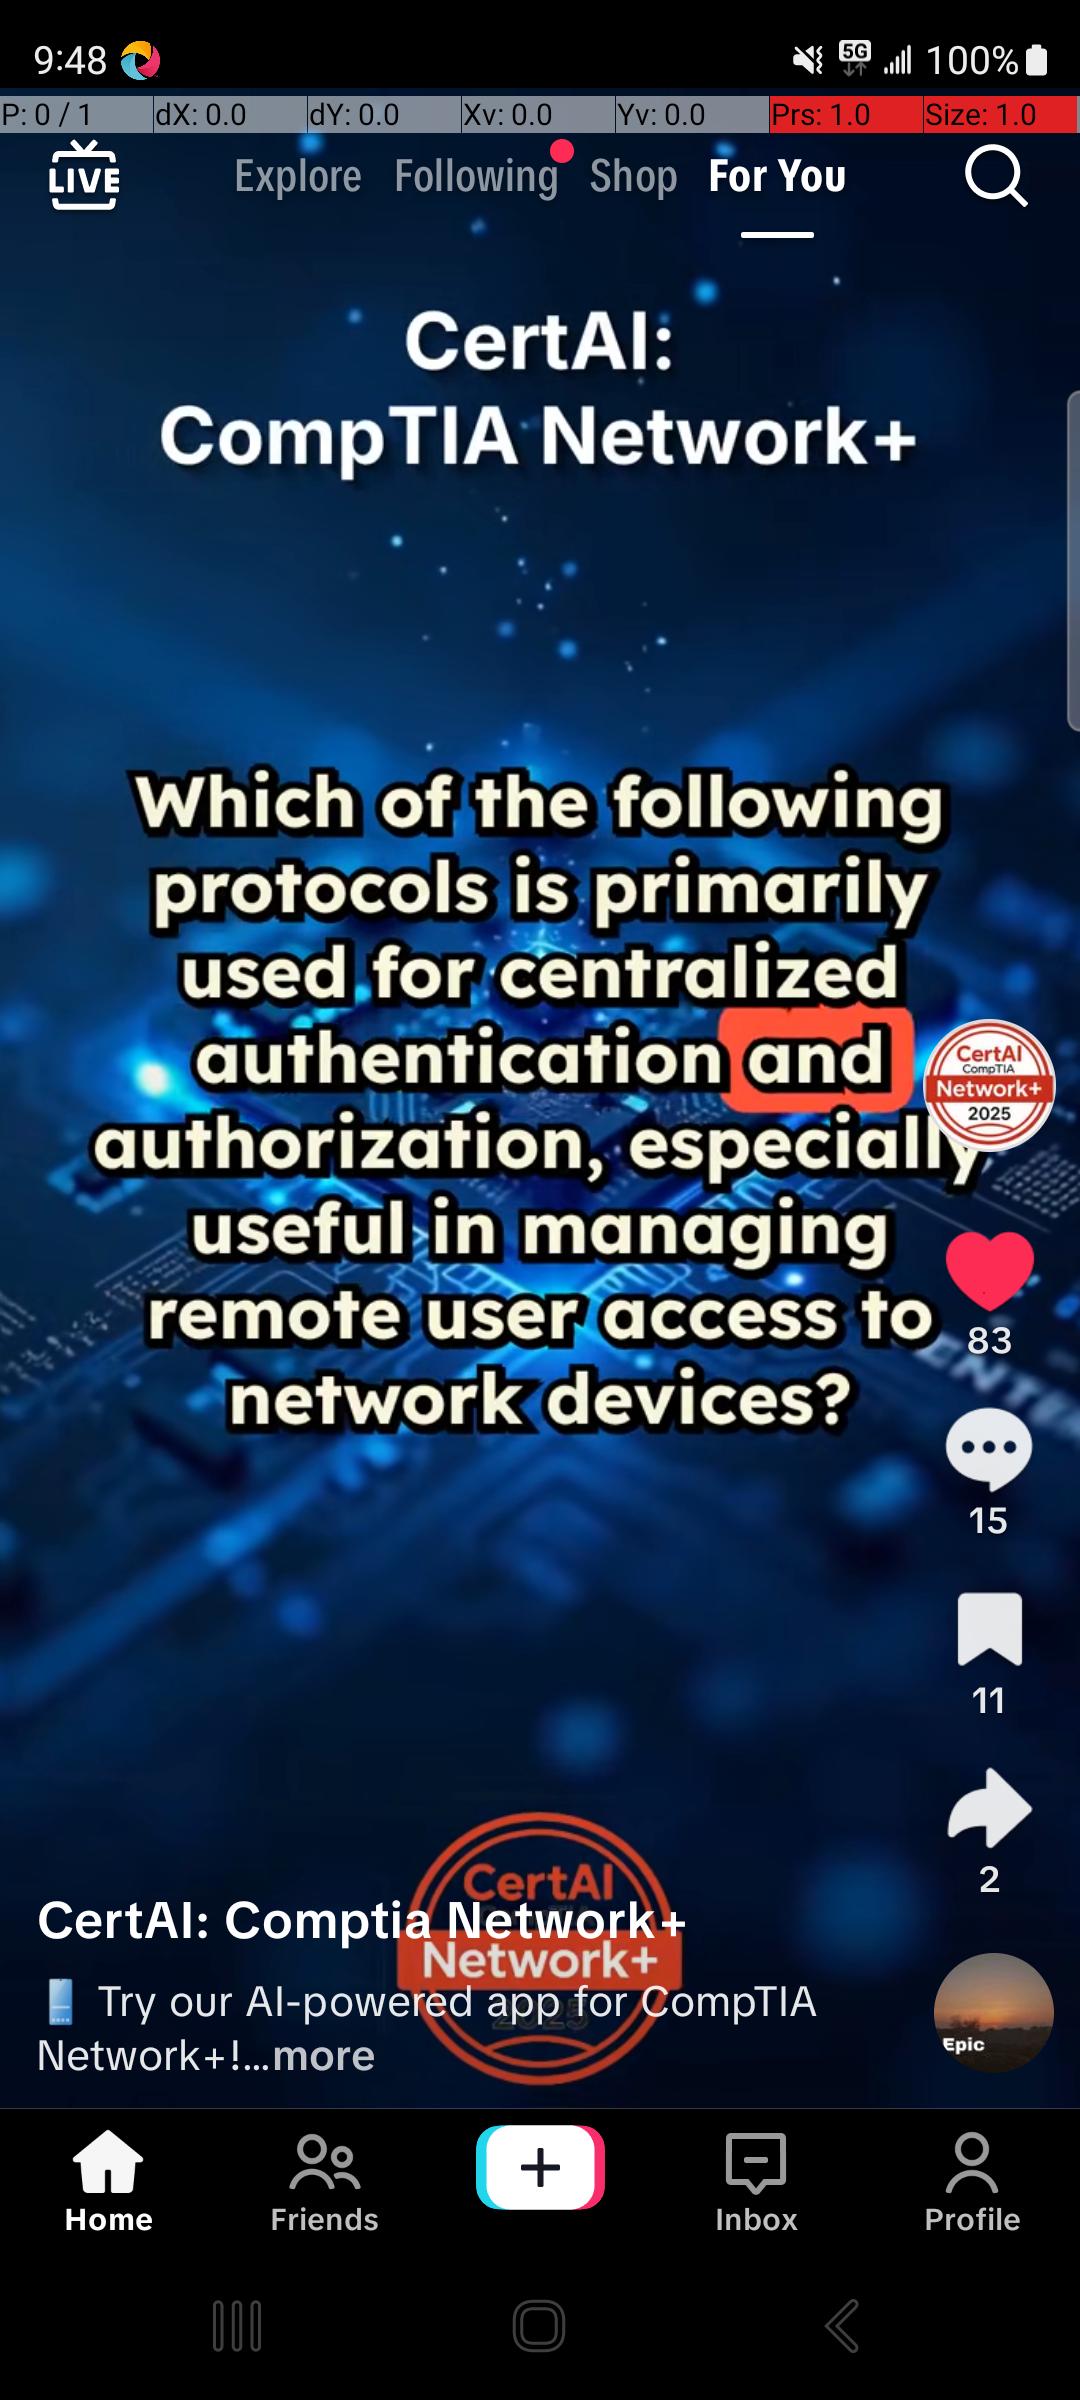 9:48
5G
100%
P: 0 / 1
dX: 0.0
dY: 0.0
Xv: 0.0
Yv: 0.0
Prs: 1.0
Size: 1.0
LIVE
Explore
Following
Shop
For You
CertAI:
CompTIA Network+
Which of the following
protocols is primarily
used for centralized
authentication and
authorization, especially
useful in managing
remote user access to
network devices?
CertAI
CompTIA
Network+
2025
83
15
11
2
CertAI
Network+
2025
CertAI: Comptia Network+
Try our AI-powered app for CompTIA
Network+!...more
Epic
Home
Friends
Inbox
Profile